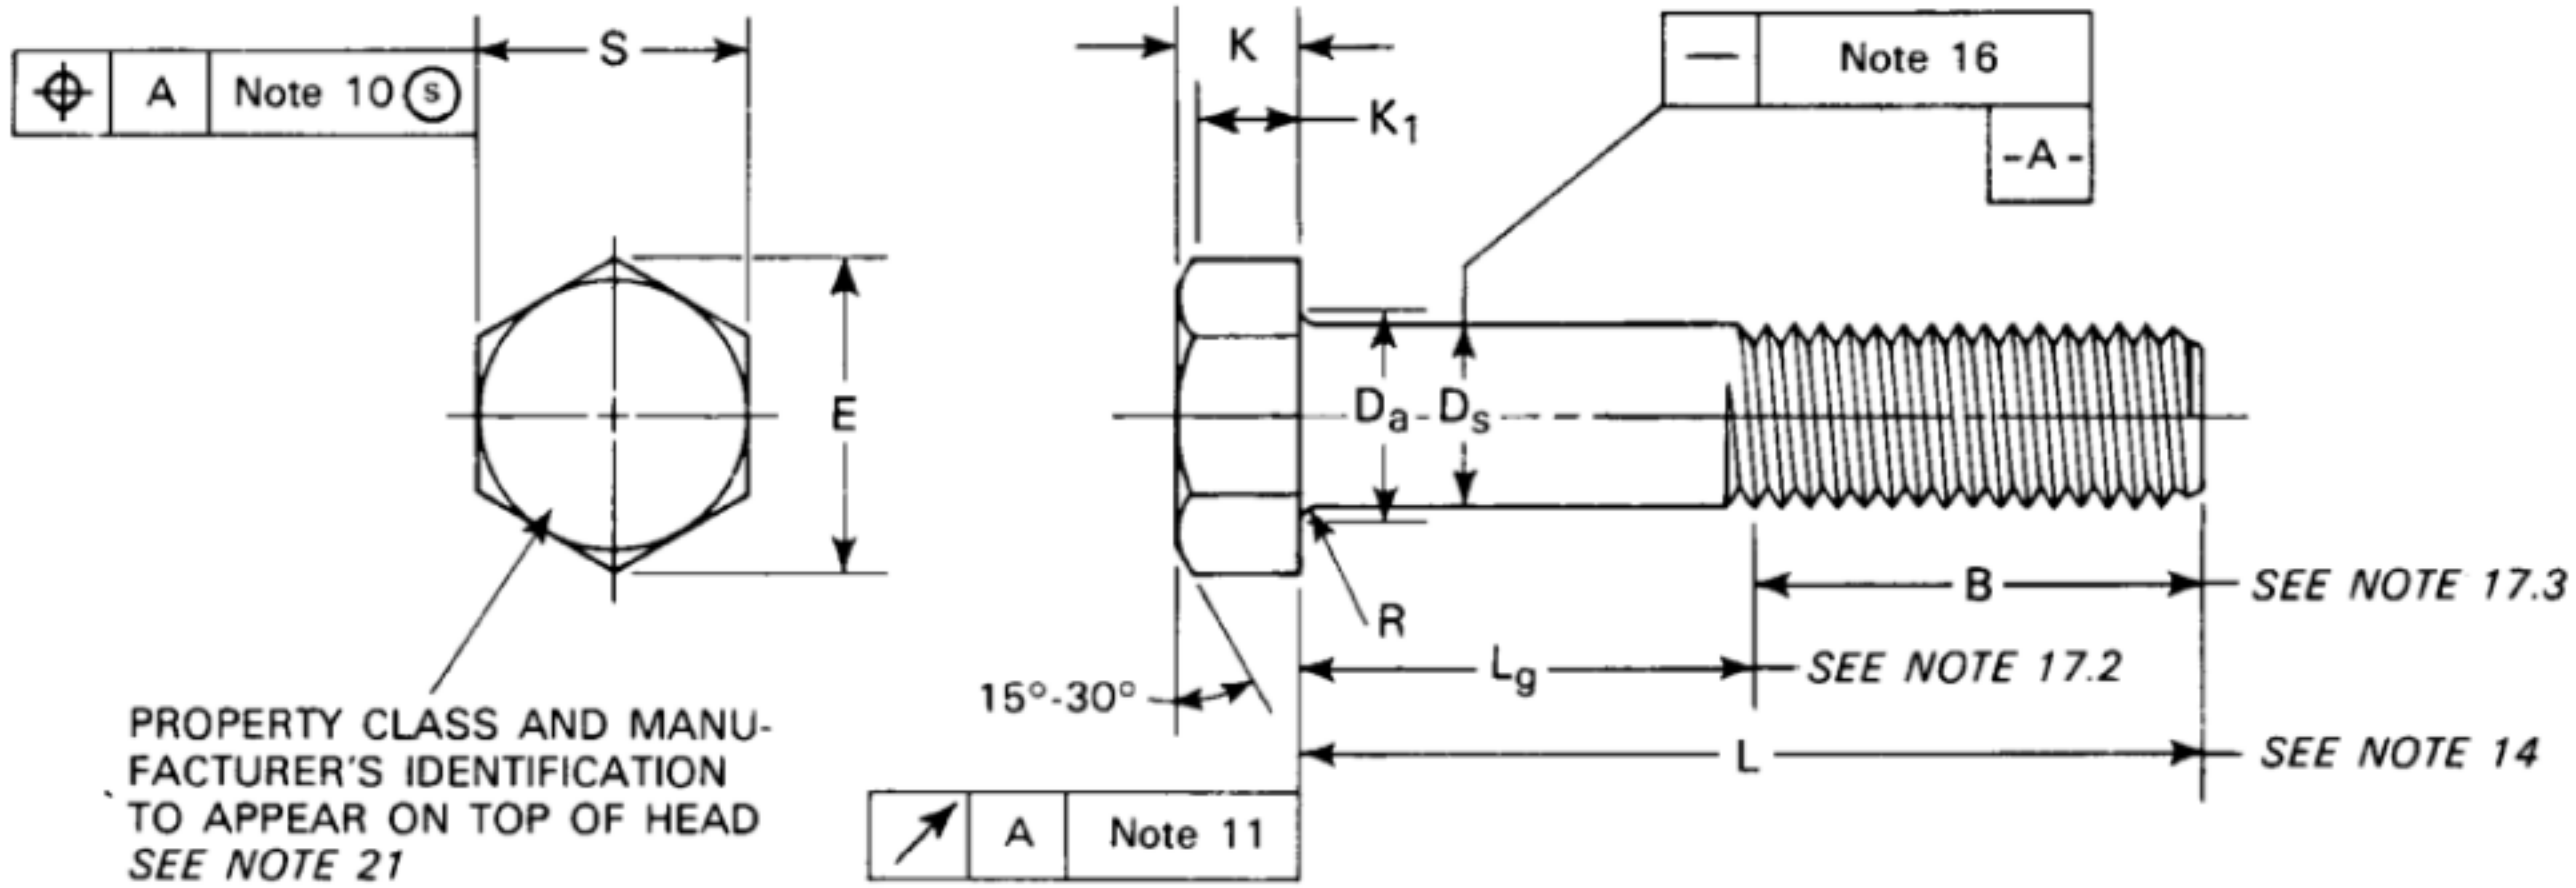 S
K
Note 16
A
Note 10 Ⓢ
K₁
-A-
E
Dₐ
Dₛ
B
SEE NOTE 17.3
R
L_g
SEE NOTE 17.2
15°-30°
L
SEE NOTE 14
PROPERTY CLASS AND MANU-
FACTURER'S IDENTIFICATION
TO APPEAR ON TOP OF HEAD
SEE NOTE 21
A
Note 11